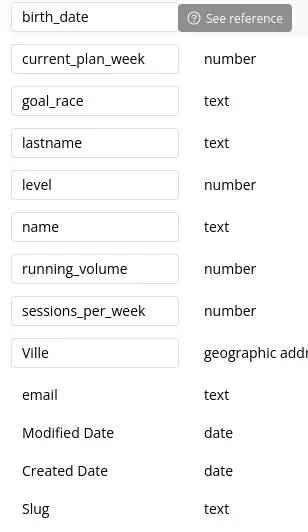 birth_date See reference
current_plan_week number
goal_race text
lastname text
level number
name text
running_volume number
sessions_per_week number
Ville geographic addr
email text
Modified Date date
Created Date date
Slug text